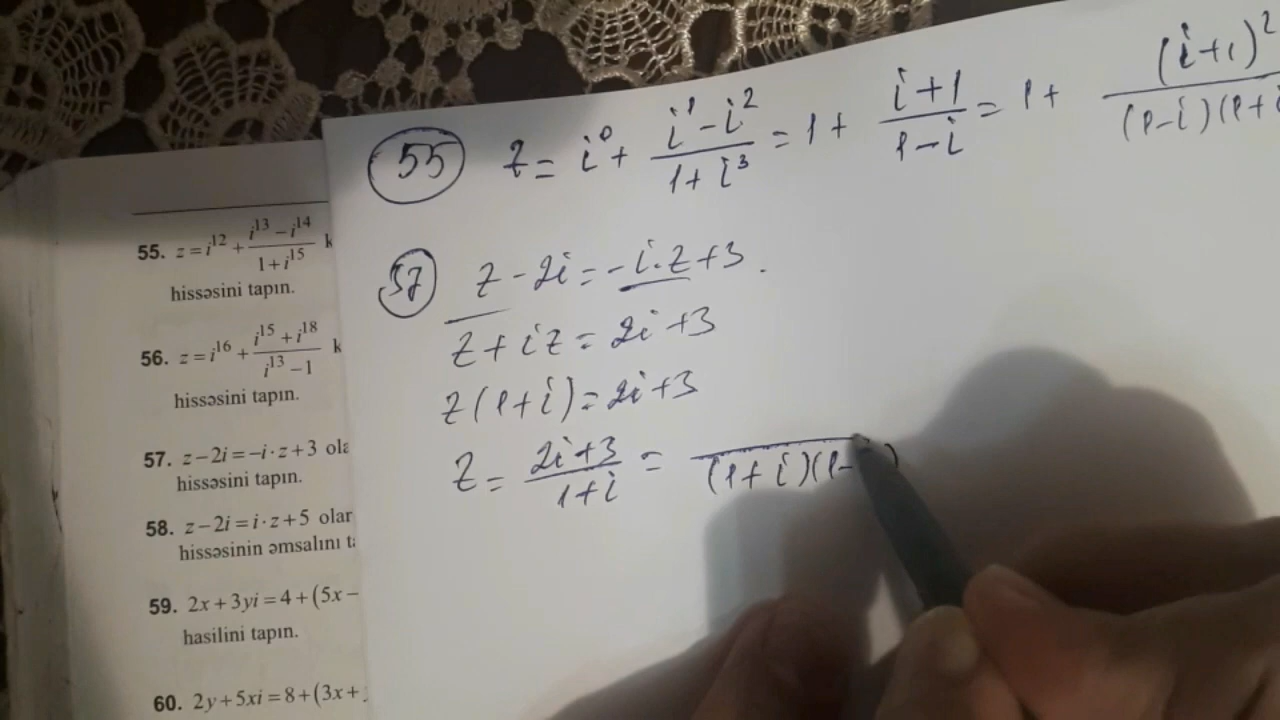 55 z = i⁰ + (i¹ - i²)/(1 + i³) = 1 + (i+1)/(1-i) = 1 + (i+1)²/((1-i)(1+i
57 z - 2i = -i·z + 3.
z + iz = 2i + 3
z(1+i) = 2i + 3
z = (2i+3)/(1+i) = /((1+i)(1-
55. z = i¹² + (i¹³ - i¹⁴)/(1 + i¹⁵)
hissəsini tapın.
56. z = i¹⁶ + (i¹⁵ + i¹⁸)/(i¹³ - 1)
hissəsini tapın.
57. z - 2i = -i·z + 3
hissəsini tapın.
58. z - 2i = i·z + 5 olar
hissəsinin əmsalını
59. 2x + 3yi = 4 + (5x -
hasilini tapın.
60. 2y + 5xi = 8 + (3x +